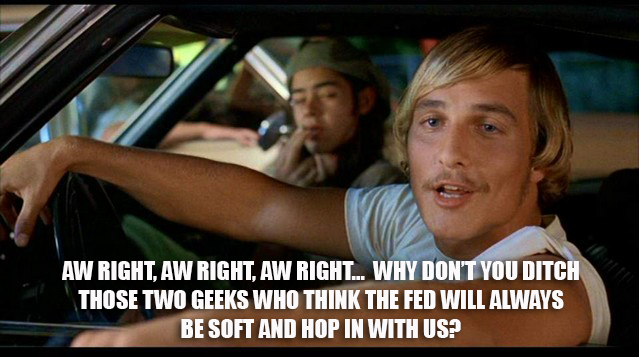 AW RIGHT, AW RIGHT, AW RIGHT...  WHY DON'T YOU DITCH
THOSE TWO GEEKS WHO THINK THE FED WILL ALWAYS
BE SOFT AND HOP IN WITH US?